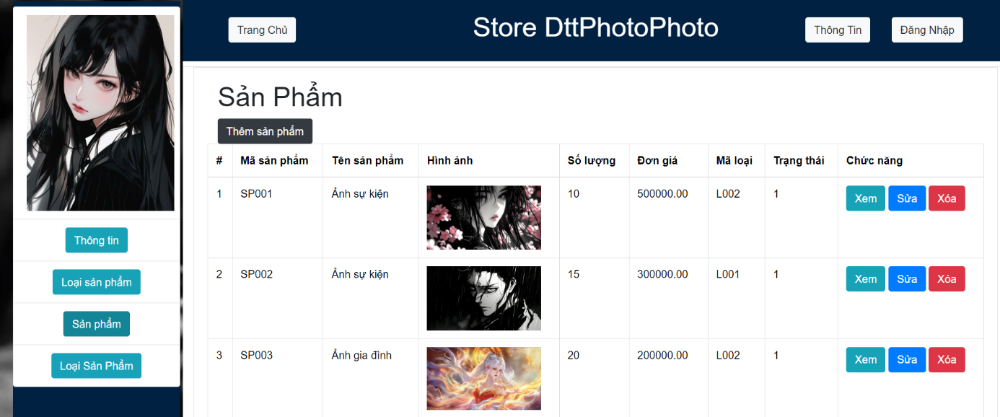 Trang Chủ
Store DttPhotoPhoto
Thông Tin
Đăng Nhập
Thông tin
Loại sản phẩm
Sản phẩm
Loại Sản Phẩm
Sản Phẩm
Thêm sản phẩm
# Mã sản phẩm Tên sản phẩm Hình ảnh Số lượng Đơn giá Mã loại Trạng thái Chức năng
1 SP001 Ảnh sự kiện 10 500000.00 L002 1 Xem Sửa Xóa
2 SP002 Ảnh sự kiện 15 300000.00 L001 1 Xem Sửa Xóa
3 SP003 Ảnh gia đình 20 200000.00 L002 1 Xem Sửa Xóa